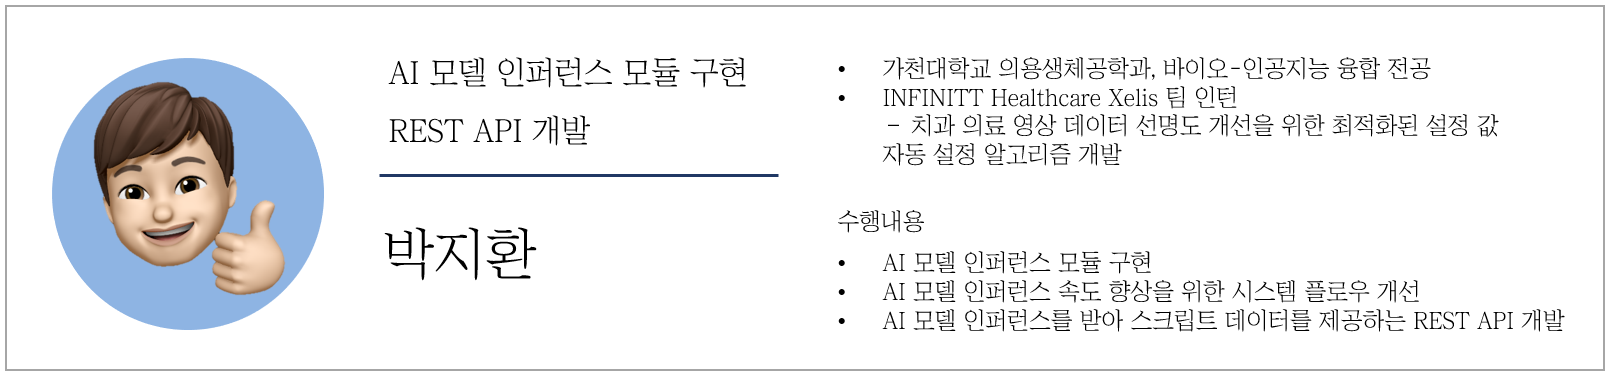 AI 모델 인퍼런스 모듈 구현
REST API 개발
박지환
• 가천대학교 의용생체공학과, 바이오-인공지능 융합 전공
• INFINITT Healthcare Xelis 팀 인턴
- 치과 의료 영상 데이터 선명도 개선을 위한 최적화된 설정 값
자동 설정 알고리즘 개발
수행내용
• AI 모델 인퍼런스 모듈 구현
• AI 모델 인퍼런스 속도 향상을 위한 시스템 플로우 개선
• AI 모델 인퍼런스를 받아 스크립트 데이터를 제공하는 REST API 개발